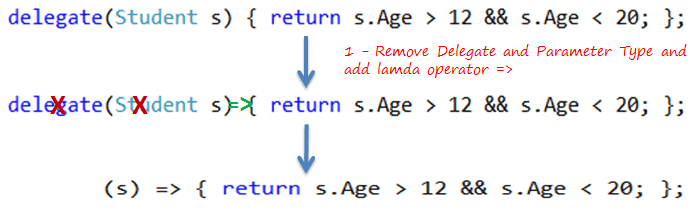 delegate(Student s) { return s.Age > 12 && s.Age < 20; };
1 - Remove Delegate and Parameter Type and
add lamda operator =>
delegate(Student s)=>{ return s.Age > 12 && s.Age < 20; };
(s) => { return s.Age > 12 && s.Age < 20; };